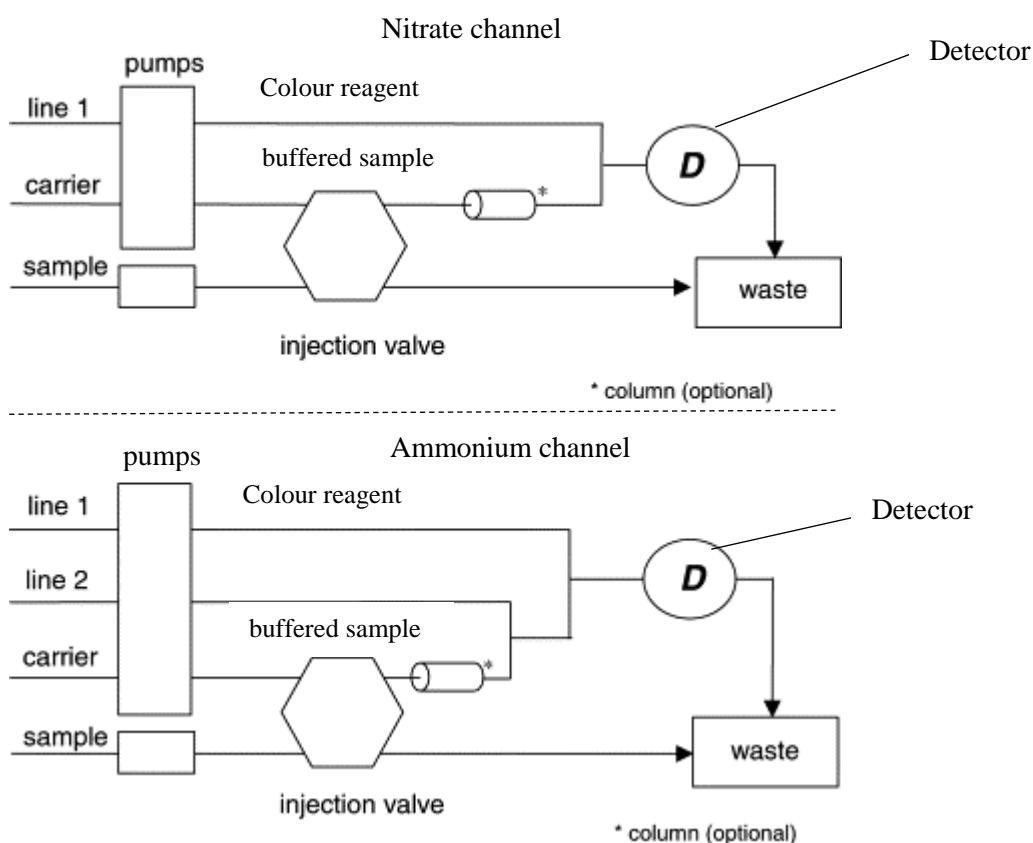 Nitrate channel
Detector
pumps
line 1
Colour reagent
buffered sample
*
D
carrier
sample
waste
injection valve
* column (optional)
Ammonium channel
pumps
Colour reagent
line 1
Detector
line 2
D
buffered sample
carrier
*
sample
waste
injection valve
* column (optional)